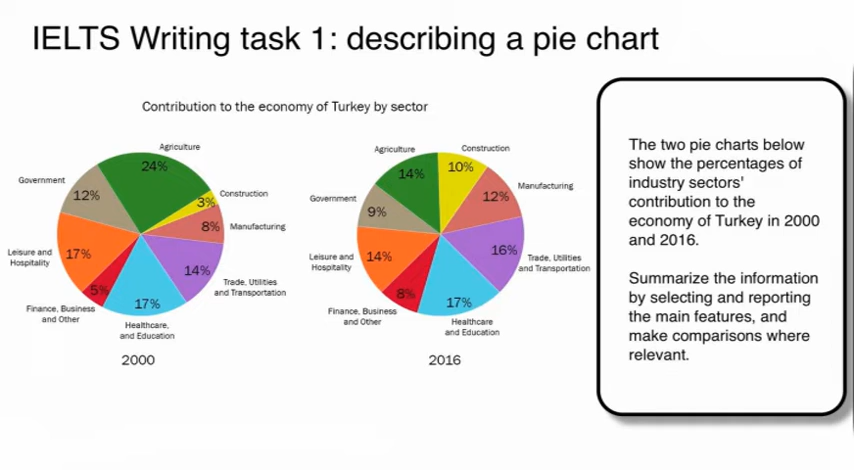 IELTS Writing task 1: describing a pie chart
Contribution to the economy of Turkey by sector
Agriculture
24%
Construction
3%
Manufacturing
8%
Trade, Utilities
and Transportation
14%
Healthcare,
and Education
17%
Finance, Business
and Other
5%
Leisure and
Hospitality
17%
Government
12%
2000
Agriculture
14%
Construction
10%
Manufacturing
12%
Trade, Utilities
and Transportation
16%
Healthcare
and Education
17%
Finance, Business
and Other
8%
Leisure and
Hospitality
14%
Government
9%
2016
The two pie charts below
show the percentages of
industry sectors'
contribution to the
economy of Turkey in 2000
and 2016.
Summarize the information
by selecting and reporting
the main features, and
make comparisons where
relevant.